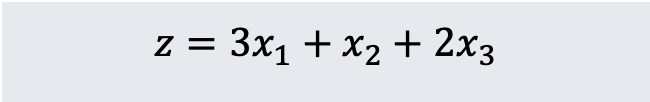 z = 3x₁ + x₂ + 2x₃